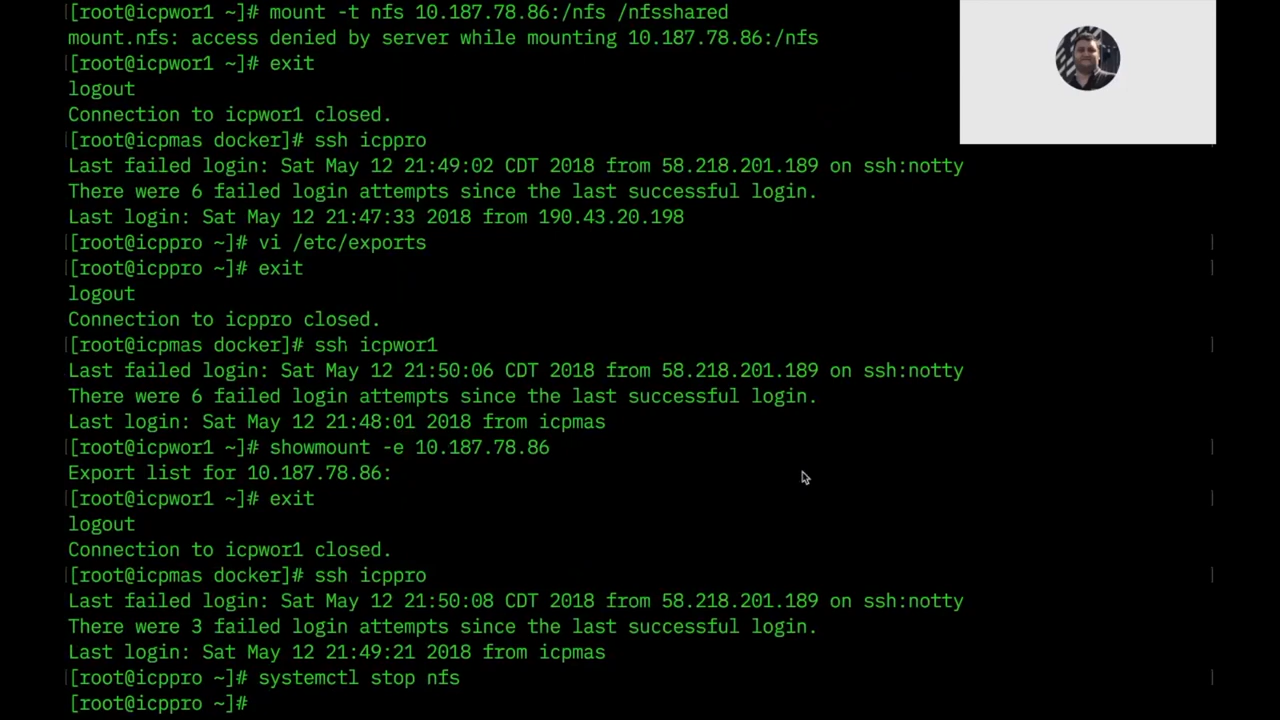 [root@icpwor1 ~]# mount -t nfs 10.187.78.86:/nfs /nfsshared
mount.nfs: access denied by server while mounting 10.187.78.86:/nfs
[root@icpwor1 ~]# exit
logout
Connection to icpwor1 closed.
[root@icpmas docker]# ssh icppro
Last failed login: Sat May 12 21:49:02 CDT 2018 from 58.218.201.189 on ssh:notty
There were 6 failed login attempts since the last successful login.
Last login: Sat May 12 21:47:33 2018 from 190.43.20.198
[root@icppro ~]# vi /etc/exports
[root@icppro ~]# exit
logout
Connection to icppro closed.
[root@icpmas docker]# ssh icpwor1
Last failed login: Sat May 12 21:50:06 CDT 2018 from 58.218.201.189 on ssh:notty
There were 6 failed login attempts since the last successful login.
Last login: Sat May 12 21:48:01 2018 from icpmas
[root@icpwor1 ~]# showmount -e 10.187.78.86
Export list for 10.187.78.86:
[root@icpwor1 ~]# exit
logout
Connection to icpwor1 closed.
[root@icpmas docker]# ssh icppro
Last failed login: Sat May 12 21:50:08 CDT 2018 from 58.218.201.189 on ssh:notty
There were 3 failed login attempts since the last successful login.
Last login: Sat May 12 21:49:21 2018 from icpmas
[root@icppro ~]# systemctl stop nfs
[root@icppro ~]#